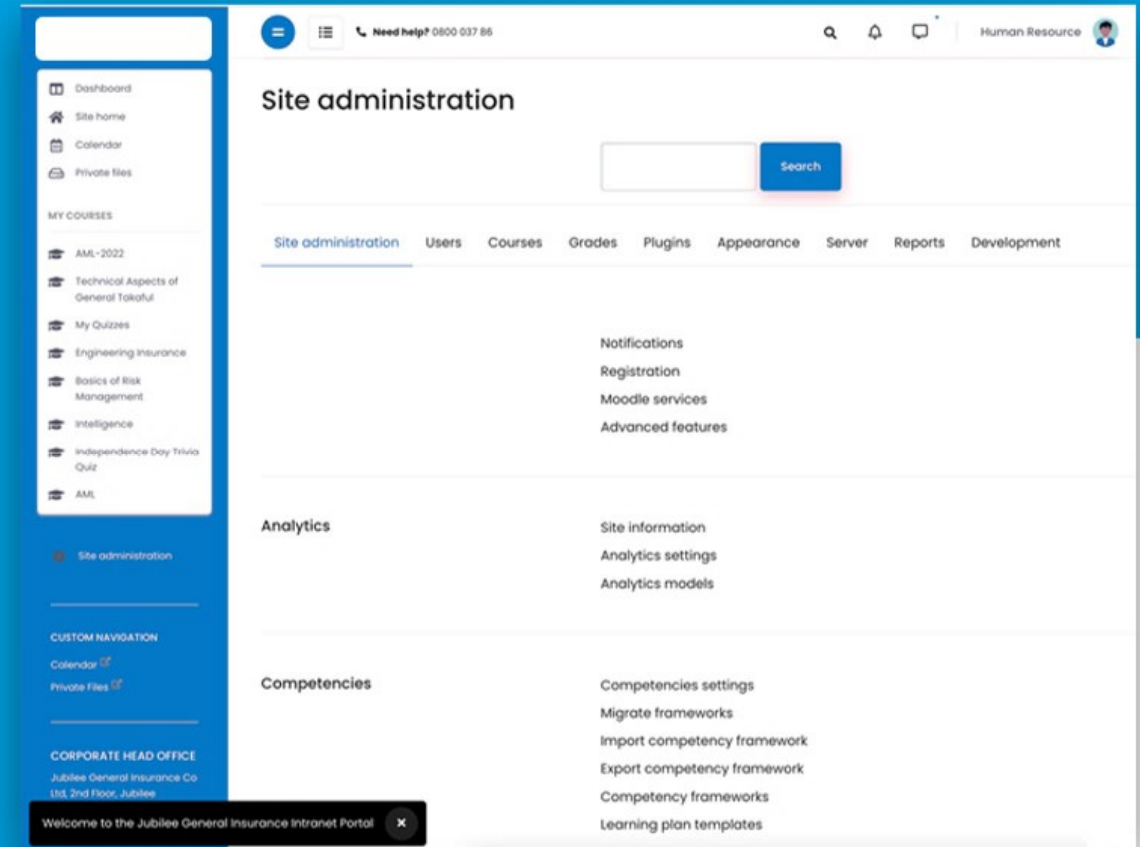 Need help? 0800 037 86
Human Resource
Dashboard
Site home
Calendar
Private files
MY COURSES
AML-2022
Technical Aspects of
General Takaful
My Quizzes
Engineering Insurance
Basics of Risk
Management
Intelligence
Independence Day Trivia
Quiz
AML
Site administration
CUSTOM NAVIGATION
Calendar
Private Files
CORPORATE HEAD OFFICE
Jubilee General Insurance Co
Ltd, 2nd Floor, Jubilee
Site administration
Search
Site administration Users Courses Grades Plugins Appearance Server Reports Development
Notifications
Registration
Moodle services
Advanced features
Analytics
Site information
Analytics settings
Analytics models
Competencies
Competencies settings
Migrate frameworks
Import competency framework
Export competency framework
Competency frameworks
Learning plan templates
Welcome to the Jubilee General Insurance Intranet Portal